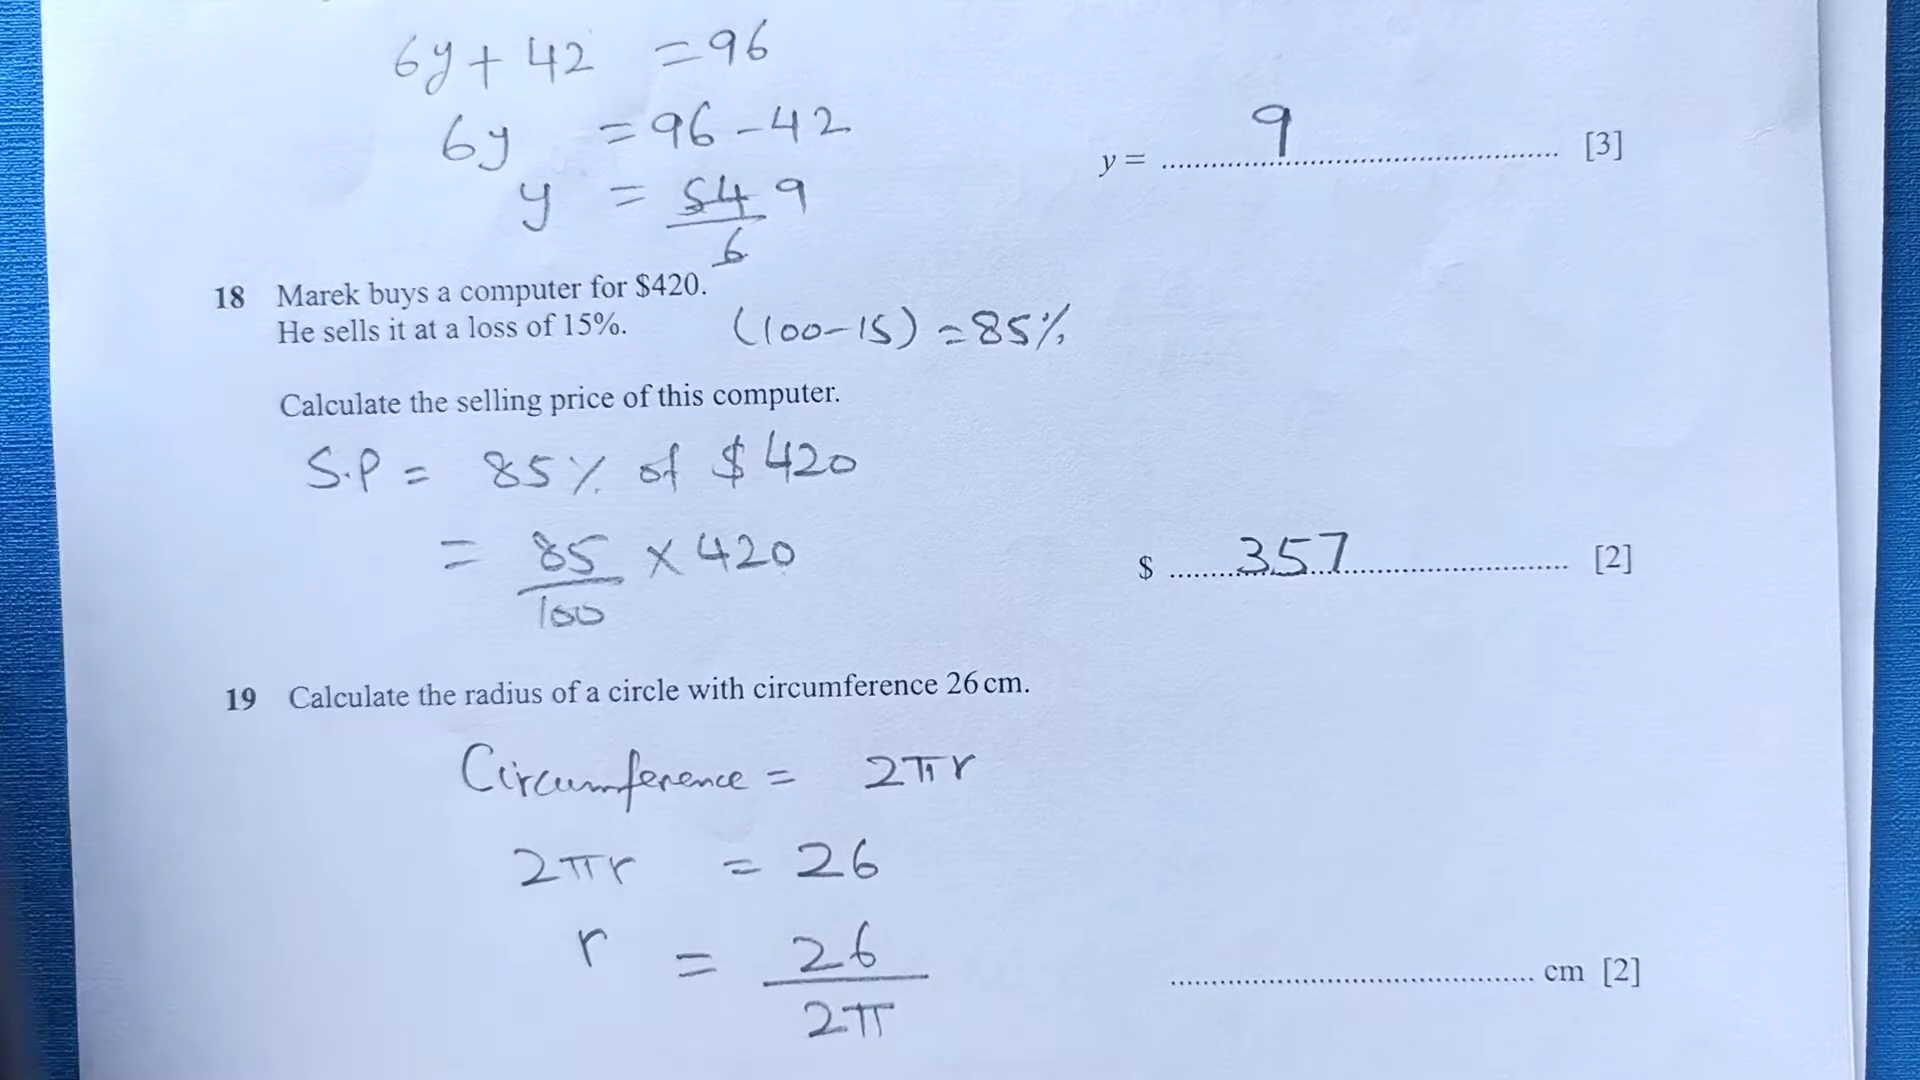 6y + 42 = 96
6y = 96 - 42
y = 54/6 9
y = 9 [3]
18 Marek buys a computer for $420.
He sells it at a loss of 15%. (100-15) = 85%
Calculate the selling price of this computer.
S.P = 85% of $420
= 85/100 × 420
$ 357 [2]
19 Calculate the radius of a circle with circumference 26 cm.
Circumference = 2πr
2πr = 26
r = 26/2π
cm [2]